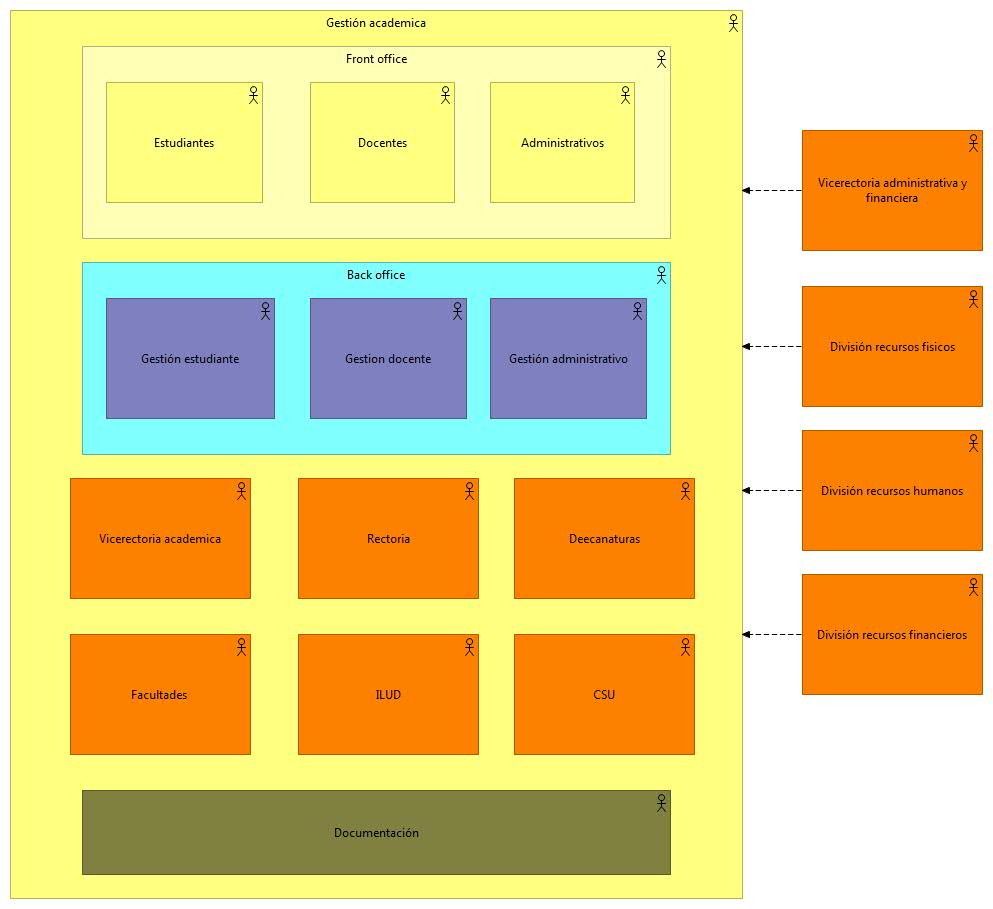 Gestión academica
Front office
Estudiantes
Docentes
Administrativos
Vicerectoria administrativa y
financiera
Back office
Gestión estudiante
Gestion docente
Gestión administrativo
División recursos fisicos
División recursos humanos
Vicerectoria academica
Rectoria
Deecanaturas
División recursos financieros
Facultades
ILUD
CSU
Documentación